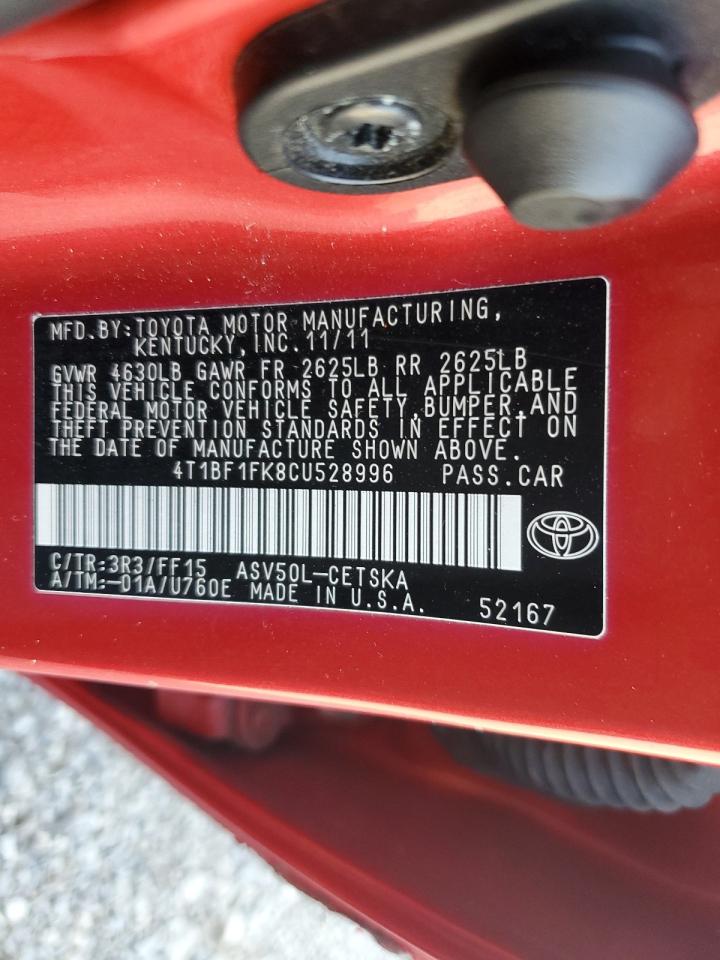 MFD.BY:TOYOTA MOTOR MANUFACTURING,
KENTUCKY,INC.11/11
GVWR 4630LB GAWR FR 2625LB RR 2625LB
THIS VEHICLE CONFORMS TO ALL APPLICABLE
FEDERAL MOTOR VEHICLE SAFETY,BUMPER,AND
THEFT PREVENTION STANDARDS IN EFFECT ON
THE DATE OF MANUFACTURE SHOWN ABOVE.
4T1BF1FK8CU528996 PASS.CAR
C/TR:3R3/FF15 ASV50L-CETSKA
A/TM:-01A/U760E MADE IN U.S.A. 52167